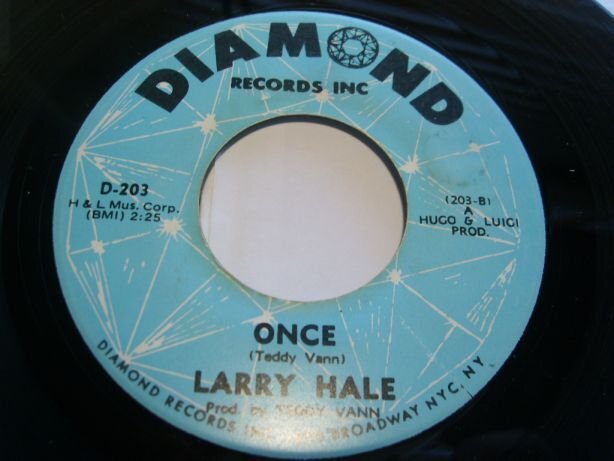 DIAMOND
RECORDS INC
D-203
H & L Mus. Corp.
(BMI) 2:25
(203-B)
A
HUGO & LUIGI
PROD.
ONCE
(Teddy Vann)
LARRY HALE
Prod. by TEDDY VANN
DIAMOND RECORDS INC. BROADWAY NYC, NY.